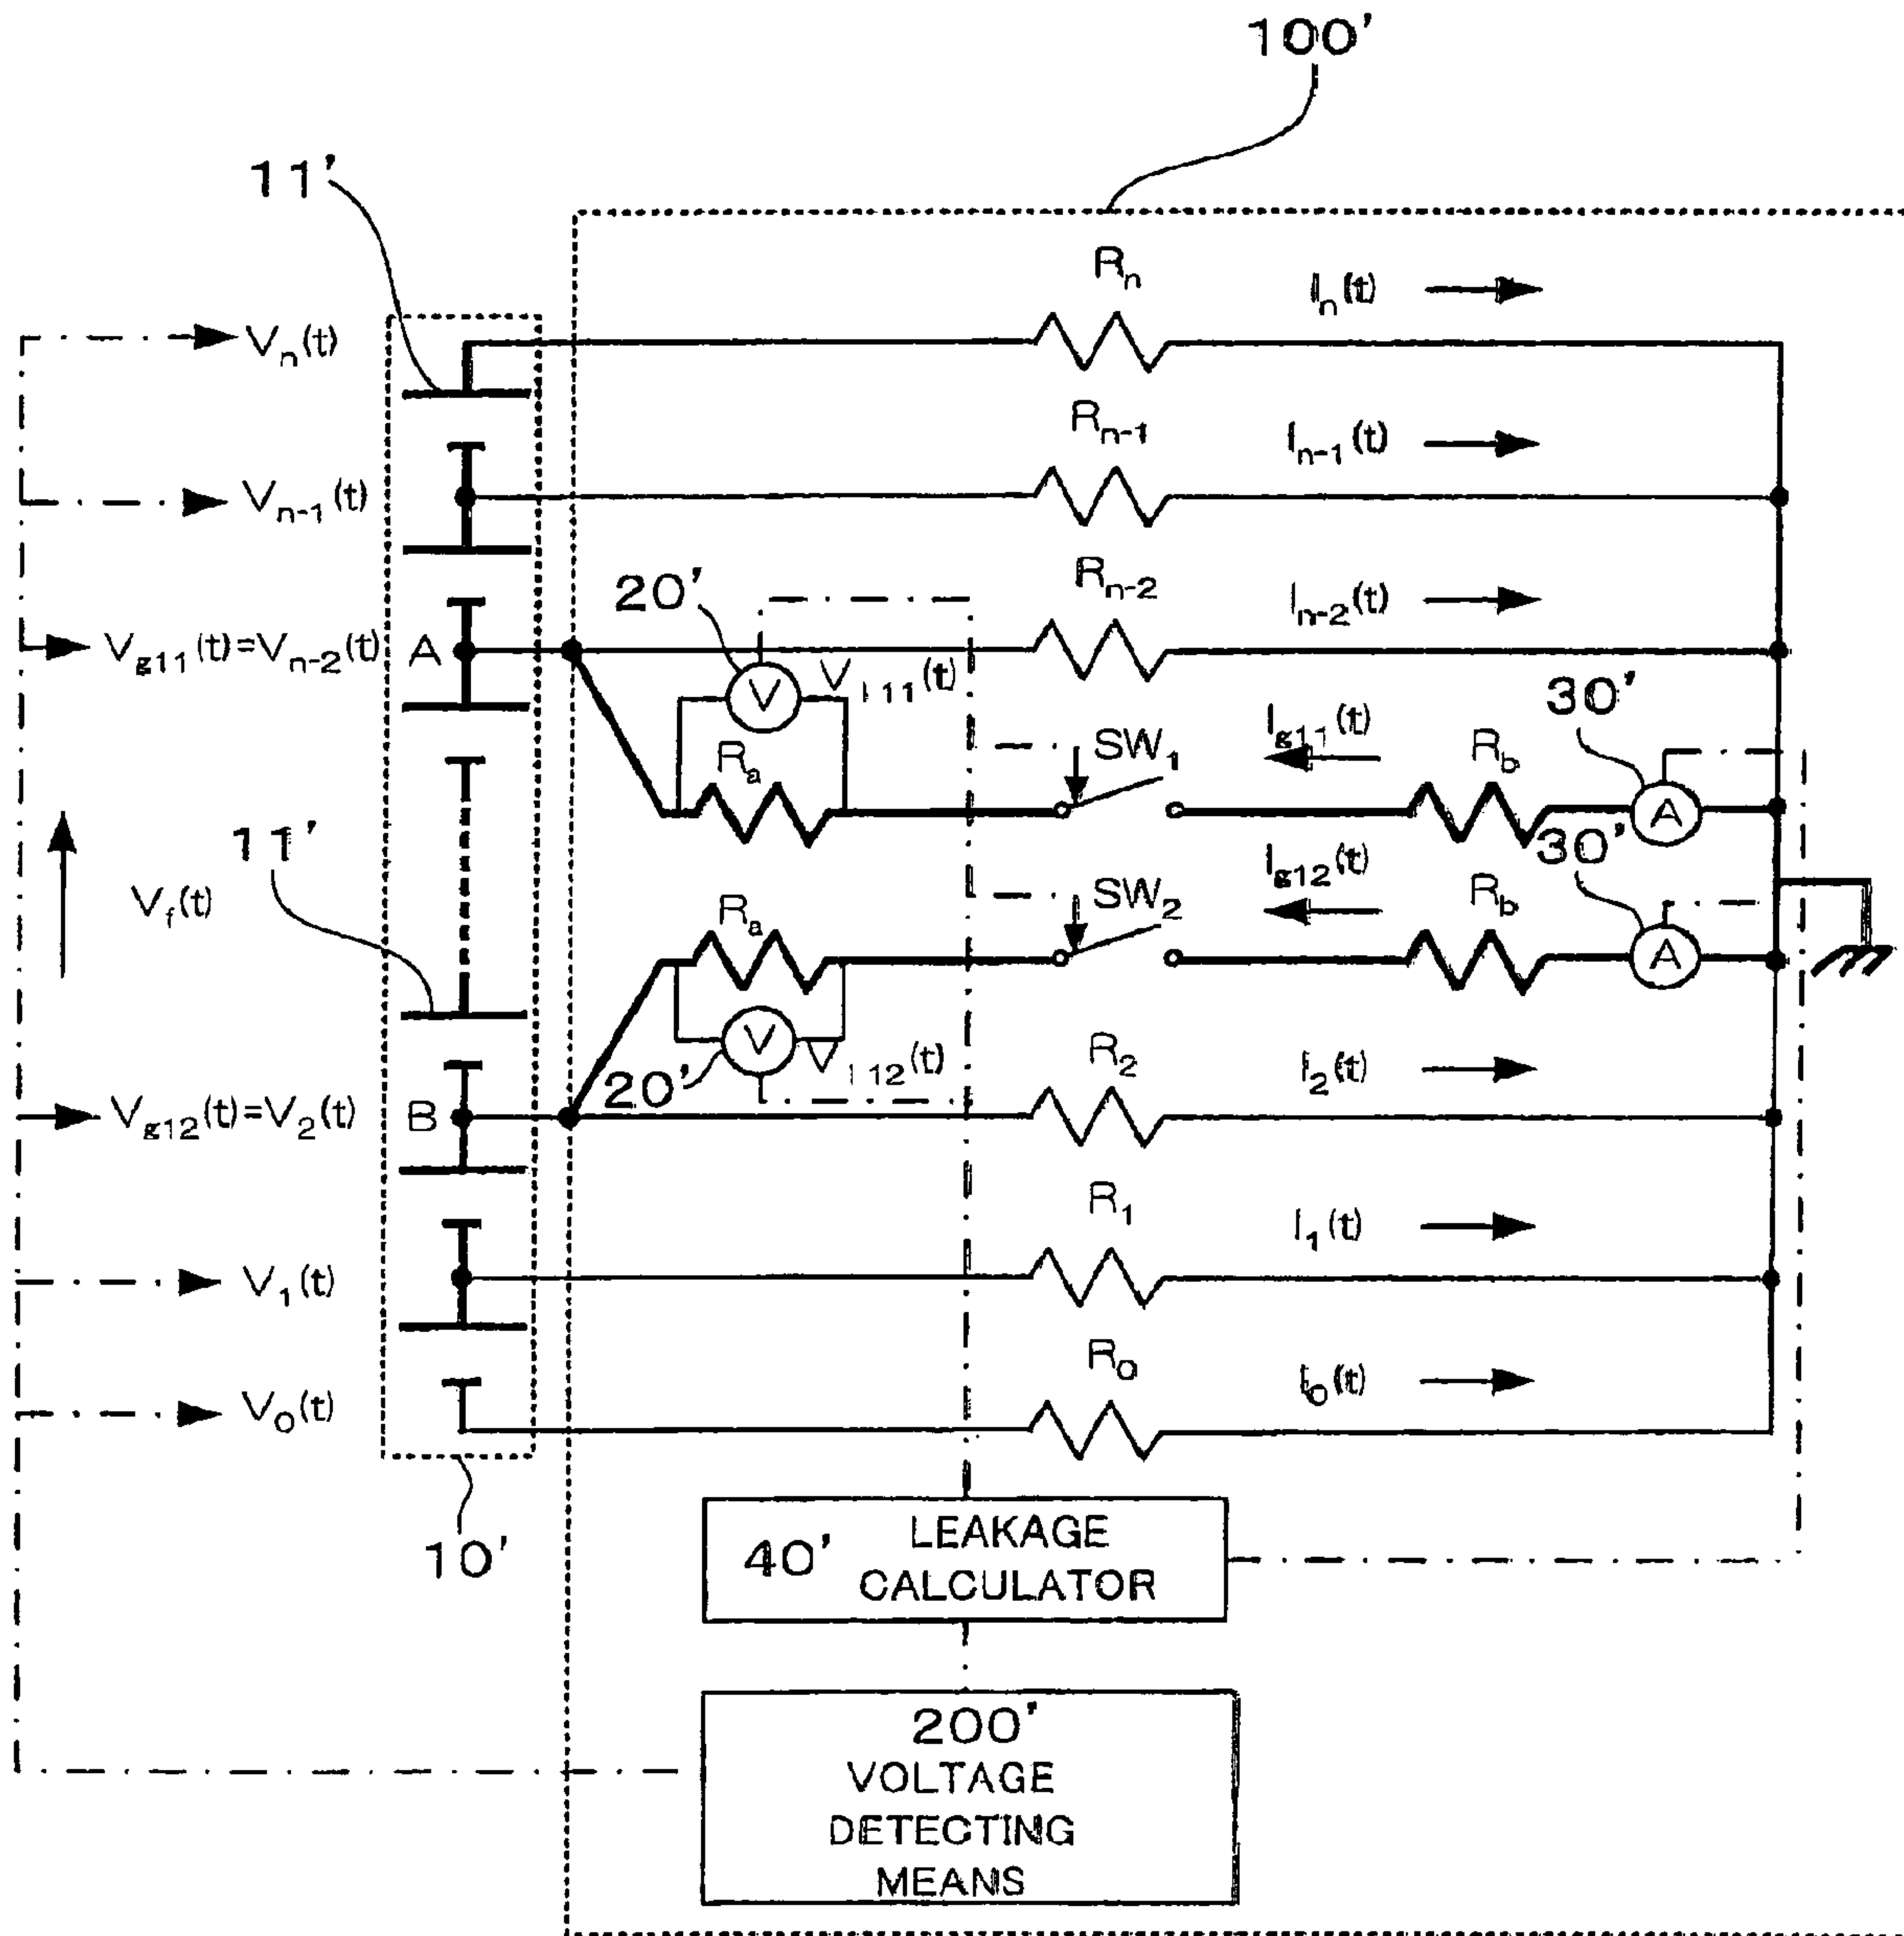 100'
11'
Rn
In(t)
Vn(t)
Rn-1
In-1(t)
Vn-1(t)
Rn-2
In-2(t)
20'
Vg11(t)=Vn-2(t)
A
V
V l11(t)
30'
Ra
SW1
Ig11(t)
Rb
A
11'
30'
Vf(t)
Ra
SW2
Ig12(t)
Rb
A
R2
I2(t)
20'
V
V l12(t)
Vg12(t)=V2(t)
B
R1
I1(t)
V1(t)
R0
I0(t)
V0(t)
10'
40'
LEAKAGE
CALCULATOR
200'
VOLTAGE
DETECTING
MEANS